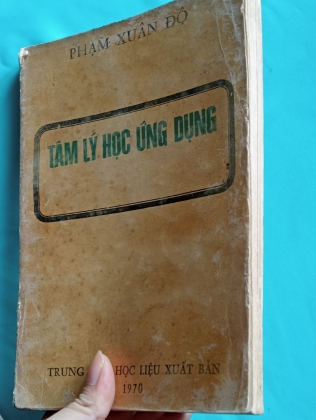 PHẠM XUÂN ĐỘ
TÂM LÝ HỌC ỨNG DỤNG
TRUNG HỌC LIỆU XUẤT BẢN
1970